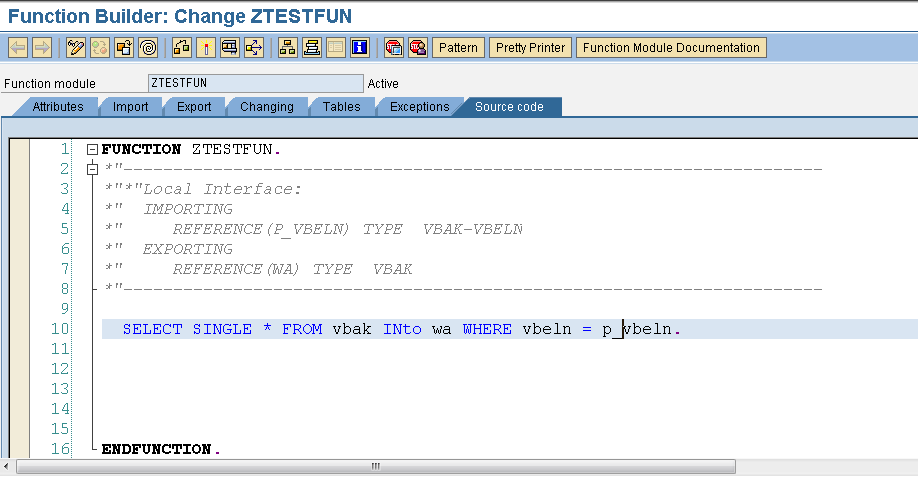 Function Builder: Change ZTESTFUN
Pattern Pretty Printer Function Module Documentation
Function module ZTESTFUN Active
Attributes Import Export Changing Tables Exceptions Source code
1 FUNCTION ZTESTFUN.
2 *"----------------------------------------------------------------------
3 *"*"Local Interface:
4 *"  IMPORTING
5 *"     REFERENCE(P_VBELN) TYPE  VBAK-VBELN
6 *"  EXPORTING
7 *"     REFERENCE(WA) TYPE  VBAK
8 *"----------------------------------------------------------------------
9
10 SELECT SINGLE * FROM vbak INto wa WHERE vbeln = p_vbeln.
11
12
13
14
15
16 ENDFUNCTION.